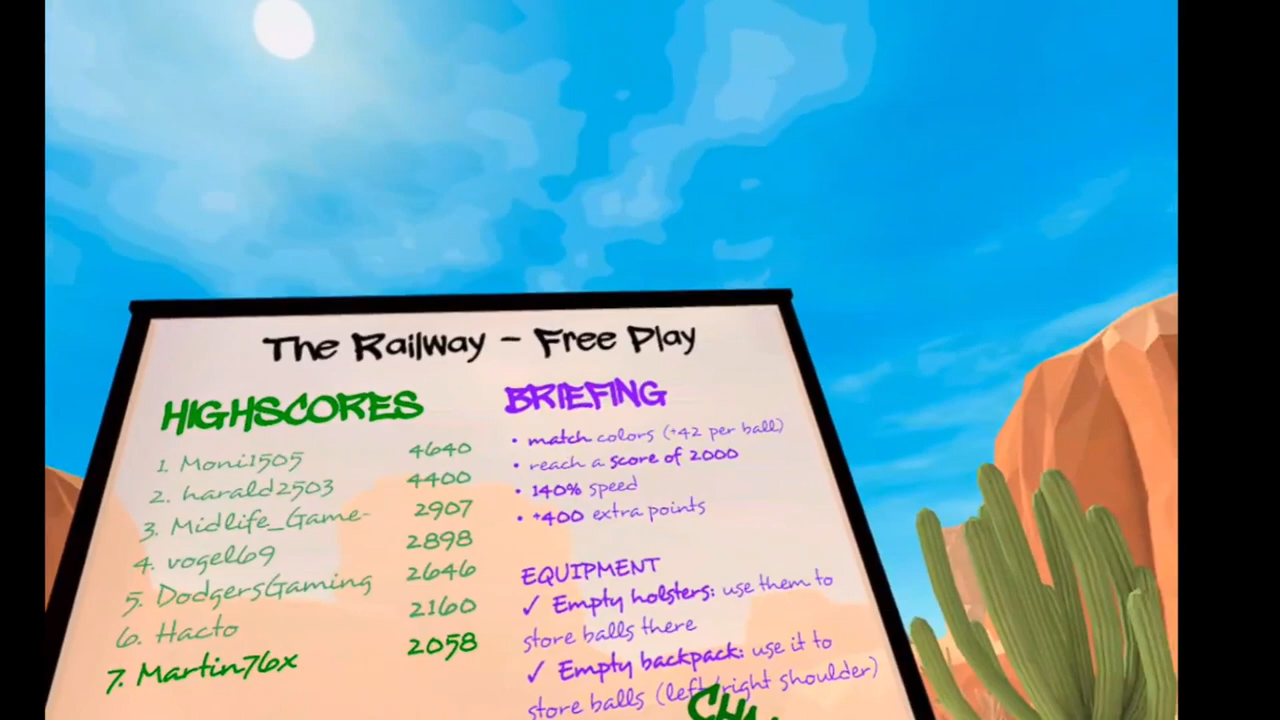 The Railway - Free Play
HIGHSCORES
1. Moni1505 4640
2. harald2503 4400
3. Midlife_Game- 2907
4. vogel69 2898
5. DodgersGaming 2646
6. Hacto 2160
7. Martin76x 2058
BRIEFING
• match colors (+42 per ball)
• reach a score of 2000
• 140% speed
• +400 extra points
EQUIPMENT
✓ Empty holsters: use them to
store balls there
✓ Empty backpack: use it to
store balls (left/right shoulder)